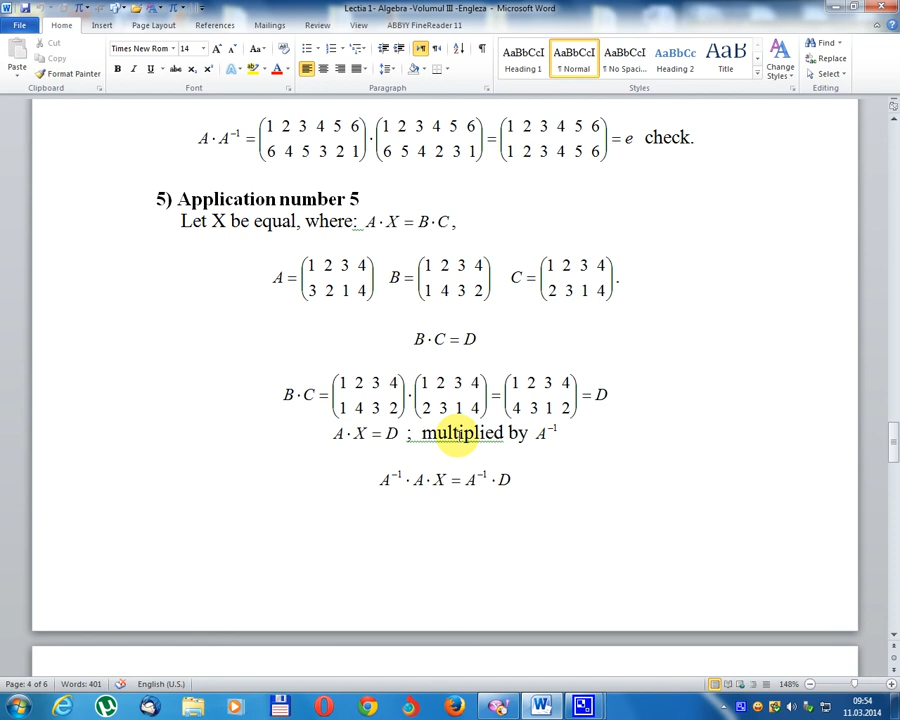 Lectia 1- Algebra -Volumul III -Engleza - Microsoft Word
File Home Insert Page Layout References Mailings Review View ABBYY FineReader 11
Paste Cut Copy Format Painter Clipboard
Times New Rom 14 Font
Paragraph
AaBbCcI Heading 1 AaBbCcI ¶ Normal AaBbCcI ¶ No Spaci... AaBbCc Heading 2 AaB Title Change Styles Styles
Find Replace Select Editing
A · A⁻¹ = (1 2 3 4 5 6 / 6 4 5 3 2 1) · (1 2 3 4 5 6 / 6 5 4 2 3 1) = (1 2 3 4 5 6 / 1 2 3 4 5 6) = e check.
5) Application number 5
Let X be equal, where: A · X = B · C ,
A = (1 2 3 4 / 3 2 1 4) B = (1 2 3 4 / 1 4 3 2) C = (1 2 3 4 / 2 3 1 4) .
B · C = D
B · C = (1 2 3 4 / 1 4 3 2) · (1 2 3 4 / 2 3 1 4) = (1 2 3 4 / 4 3 1 2) = D
A · X = D ; multiplied by A⁻¹
A⁻¹ · A · X = A⁻¹ · D
Page: 4 of 6 Words: 401 English (U.S.) 148%
09:54
11.03.2014